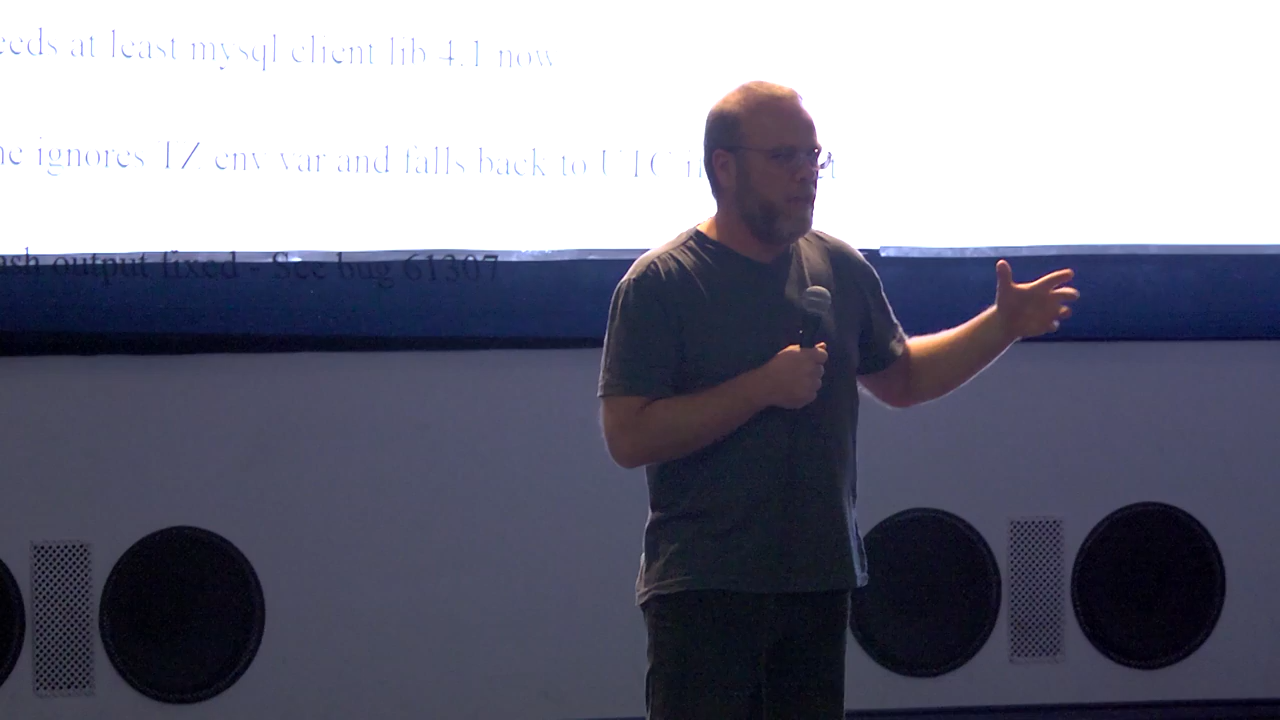 eeds at least mysql client lib 4.1 now
ne ignores TZ env var and falls back to UTC
ash output fixed - See bug 61307